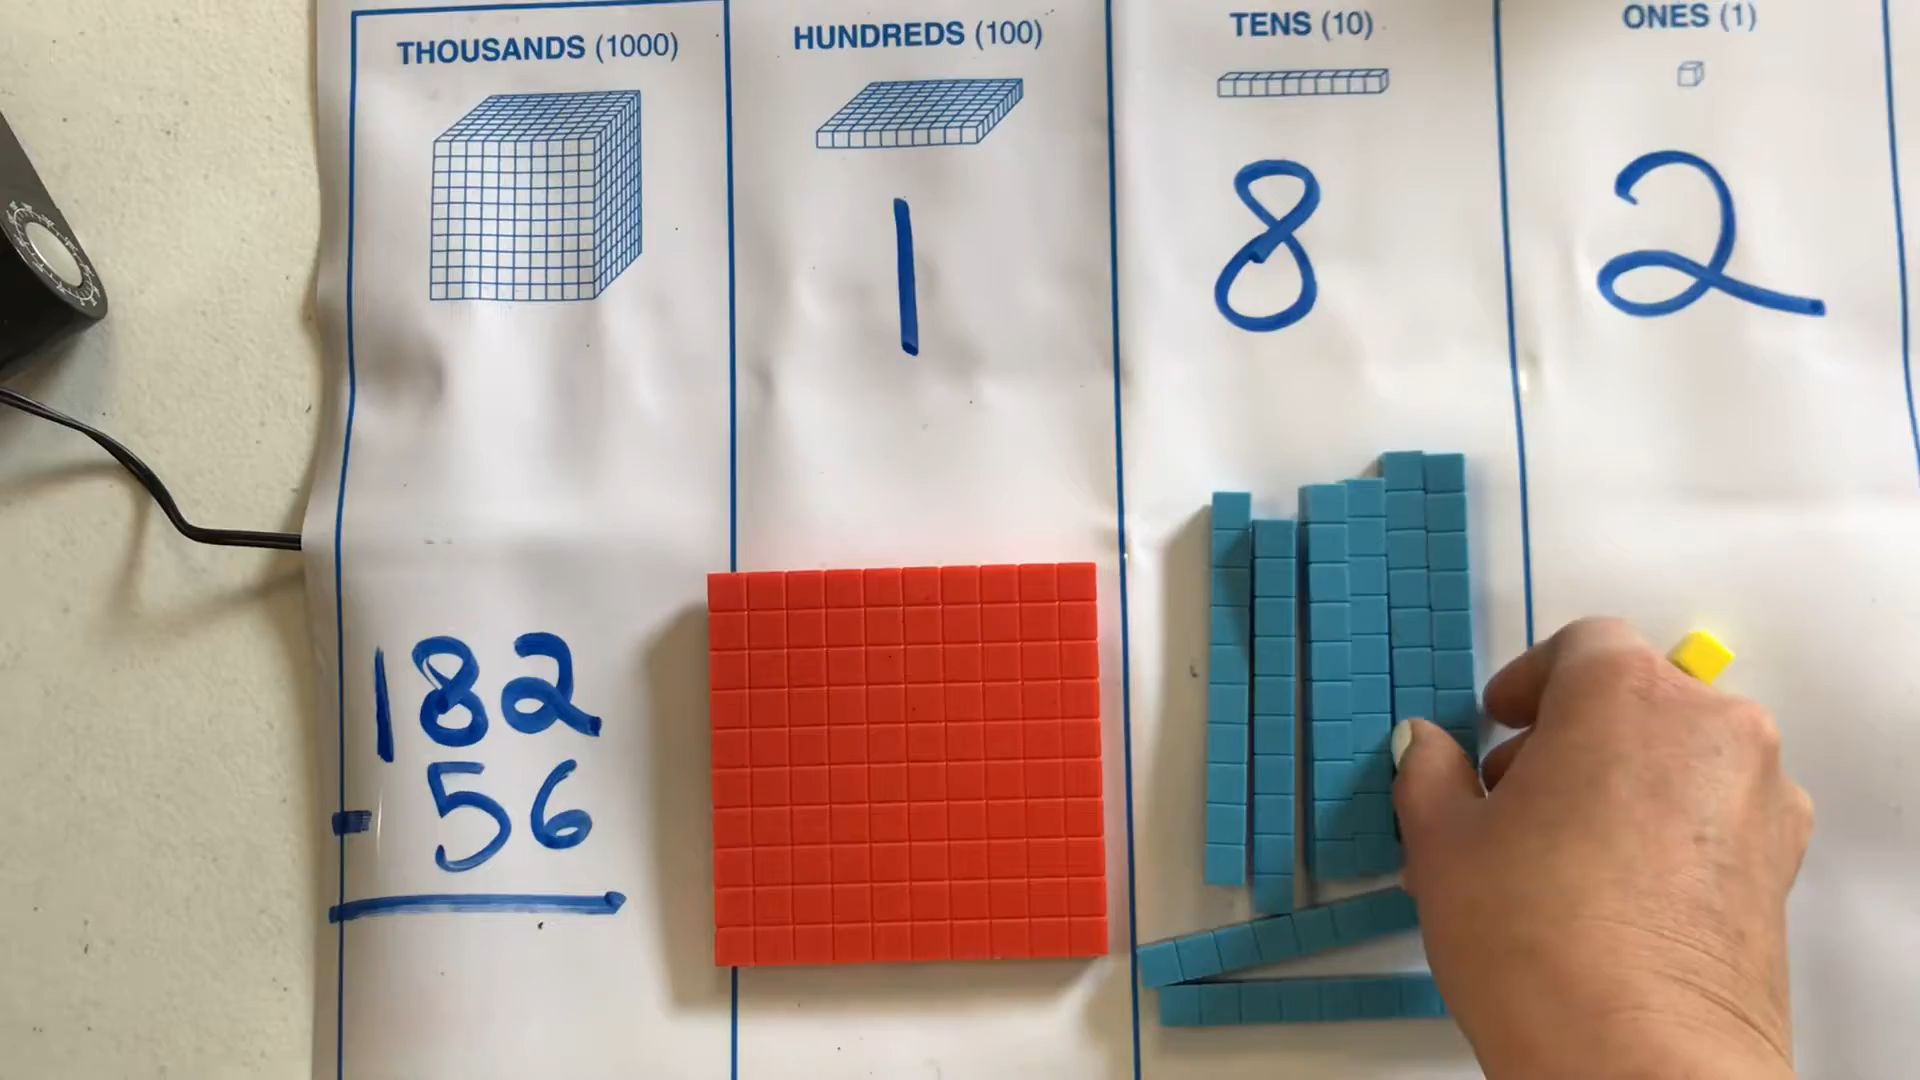 THOUSANDS (1000) HUNDREDS (100) TENS (10) ONES (1)
1 8 2
182
- 56